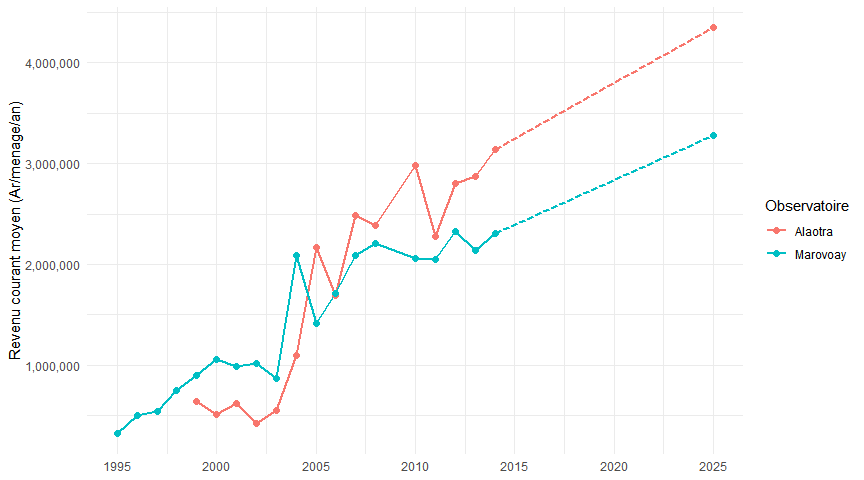 Revenu courant moyen (Ar/menage/an)
4,000,000
3,000,000
2,000,000
1,000,000
1995
2000
2005
2010
2015
2020
2025
Observatoire
Alaotra
Marovoay